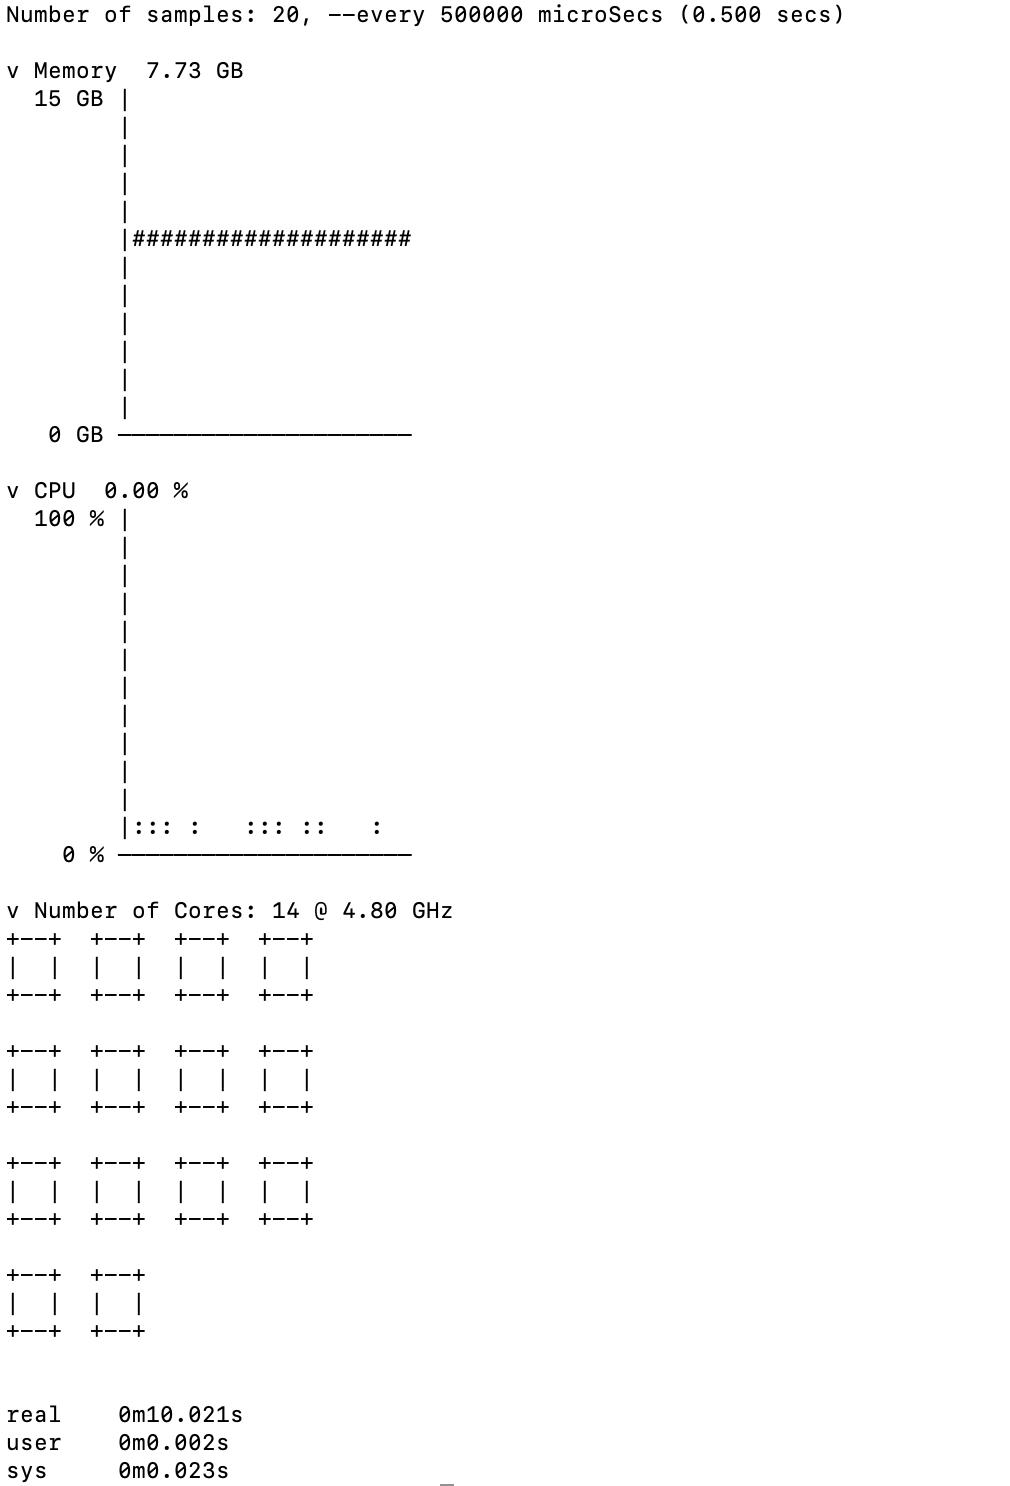 Number of samples: 20, --every 500000 microSecs (0.500 secs)

v Memory  7.73 GB
  15 GB |
        |
        |
        |
        |
        |####################
        |
        |
        |
        |
        |
        |
   0 GB ─────────────────────

v CPU  0.00 %
  100 % |
        |
        |
        |
        |
        |
        |
        |
        |
        |
        |
        |::: :   ::: ::   :
    0 % ─────────────────────

v Number of Cores: 14 @ 4.80 GHz
+──+  +──+  +──+  +──+
|  |  |  |  |  |  |  |
+──+  +──+  +──+  +──+

+──+  +──+  +──+  +──+
|  |  |  |  |  |  |  |
+──+  +──+  +──+  +──+

+──+  +──+  +──+  +──+
|  |  |  |  |  |  |  |
+──+  +──+  +──+  +──+

+──+  +──+
|  |  |  |
+──+  +──+


real    0m10.021s
user    0m0.002s
sys     0m0.023s